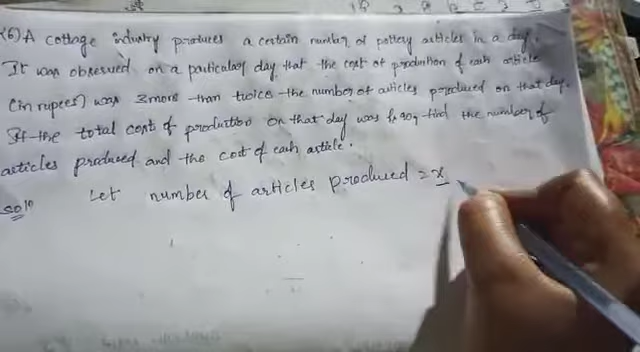 (6) A cottage industry produces a certain number of pottery articles in a day.
It was observed on a particular day that the cost of production of each article
(in rupees) was 3 more than twice the number of articles produced on that day.
If the total cost of production on that day was ₹ 90, find the number of
articles produced and the cost of each article.
Let number of articles produced = x
Solⁿ